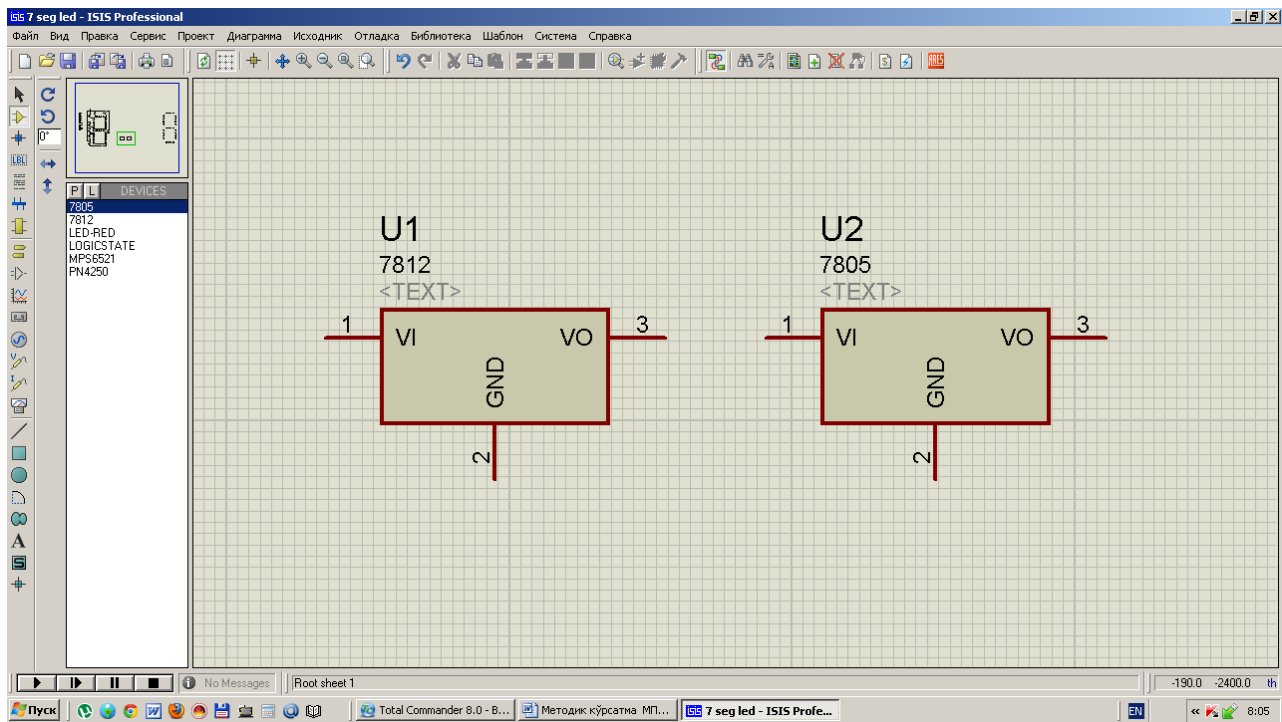 7 seg led - ISIS Professional
Файл Вид Правка Сервис Проект Диаграмма Исходник Отладка Библиотека Шаблон Система Справка
ARES
0°
LBL
P L DEVICES
7805
7812
LED-RED
LOGICSTATE
MPS6521
PN4250
A
S
U1
7812
<TEXT>
1 VI VO 3
GND
2
U2
7805
<TEXT>
1 VI VO 3
GND
2
No Messages
Root sheet 1
-190.0 -2400.0 th
Пуск
Total Commander 8.0 - B...
Методик кўрсатма МП...
7 seg led - ISIS Profe...
EN
« 8:05